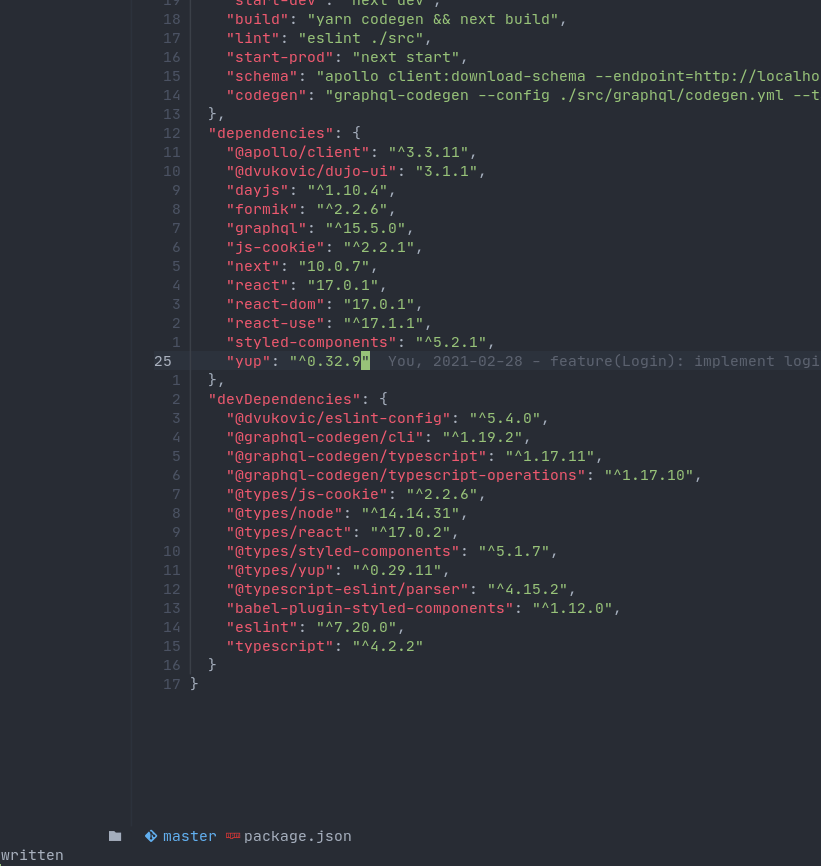 19 "start-dev": "next dev",
18 "build": "yarn codegen && next build",
17 "lint": "eslint ./src",
16 "start-prod": "next start",
15 "schema": "apollo client:download-schema --endpoint=http://localho
14 "codegen": "graphql-codegen --config ./src/graphql/codegen.yml --t
13 },
12 "dependencies": {
11 "@apollo/client": "^3.3.11",
10 "@dvukovic/dujo-ui": "3.1.1",
9 "dayjs": "^1.10.4",
8 "formik": "^2.2.6",
7 "graphql": "^15.5.0",
6 "js-cookie": "^2.2.1",
5 "next": "10.0.7",
4 "react": "17.0.1",
3 "react-dom": "17.0.1",
2 "react-use": "^17.1.1",
1 "styled-components": "^5.2.1",
25 "yup": "^0.32.9" You, 2021-02-28 - feature(Login): implement logi
1 },
2 "devDependencies": {
3 "@dvukovic/eslint-config": "^5.4.0",
4 "@graphql-codegen/cli": "^1.19.2",
5 "@graphql-codegen/typescript": "^1.17.11",
6 "@graphql-codegen/typescript-operations": "^1.17.10",
7 "@types/js-cookie": "^2.2.6",
8 "@types/node": "^14.14.31",
9 "@types/react": "^17.0.2",
10 "@types/styled-components": "^5.1.7",
11 "@types/yup": "^0.29.11",
12 "@typescript-eslint/parser": "^4.15.2",
13 "babel-plugin-styled-components": "^1.12.0",
14 "eslint": "^7.20.0",
15 "typescript": "^4.2.2"
16 }
17 }
master package.json
written